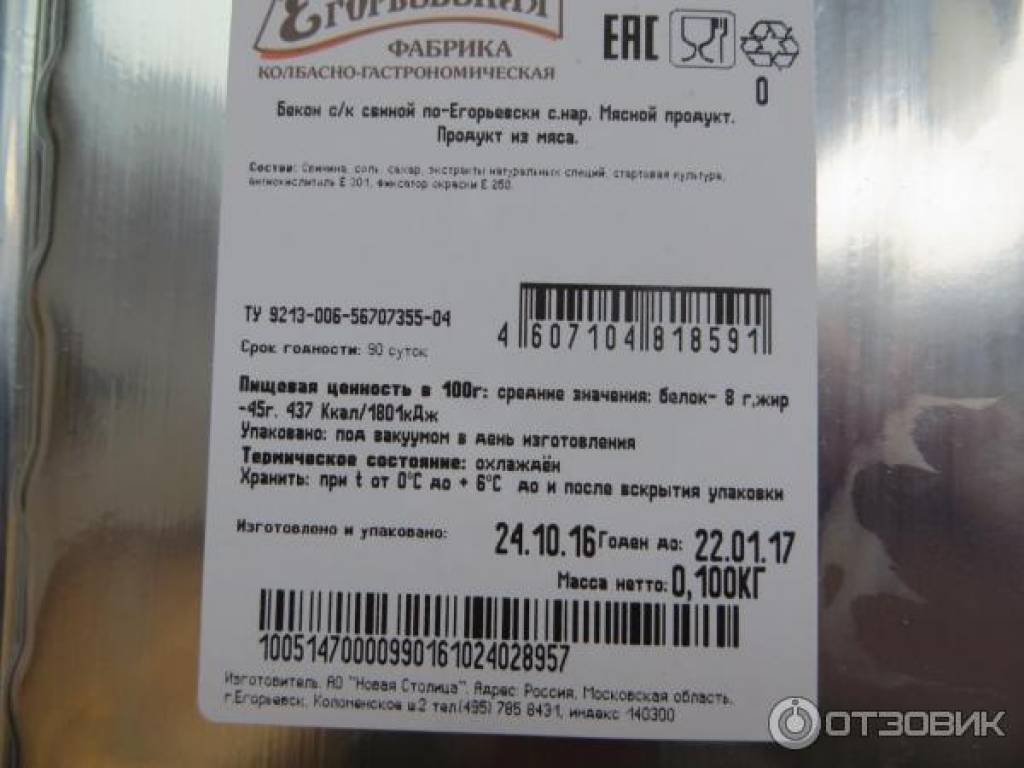 Егорьевская
ФАБРИКА
КОЛБАСНО-ГАСТРОНОМИЧЕСКАЯ
EAC
0
Бекон с/к свиной по-Егорьевски с.нар. Мясной продукт.
Продукт из мяса.
Состав: Свинина, соль, сахар, экстракты натуральных специй, стартовая культура,
антиокислитель Е 301, фиксатор окраски Е 250.
ТУ 9213-006-56707355-04
4 607104 818591
Срок годности: 90 суток
Пищевая ценность в 100г: средние значения: белок- 8 г,жир
-45г. 437 Ккал/1801кДж
Упаковано: под вакуумом в день изготовления
Термическое состояние: охлаждён
Хранить: при t от 0°С до + 6°С до и после вскрытия упаковки
Изготовлено и упаковано: 24.10.16 Годен до: 22.01.17
Масса нетто: 0,100КГ
10051470000990161024028957
Изготовитель: АО "Новая Столица". Адрес: Россия, Московская область,
г.Егорьевск, Коломенское ш2 тел(495) 785 8431, индекс 140300
ОТЗОВИК